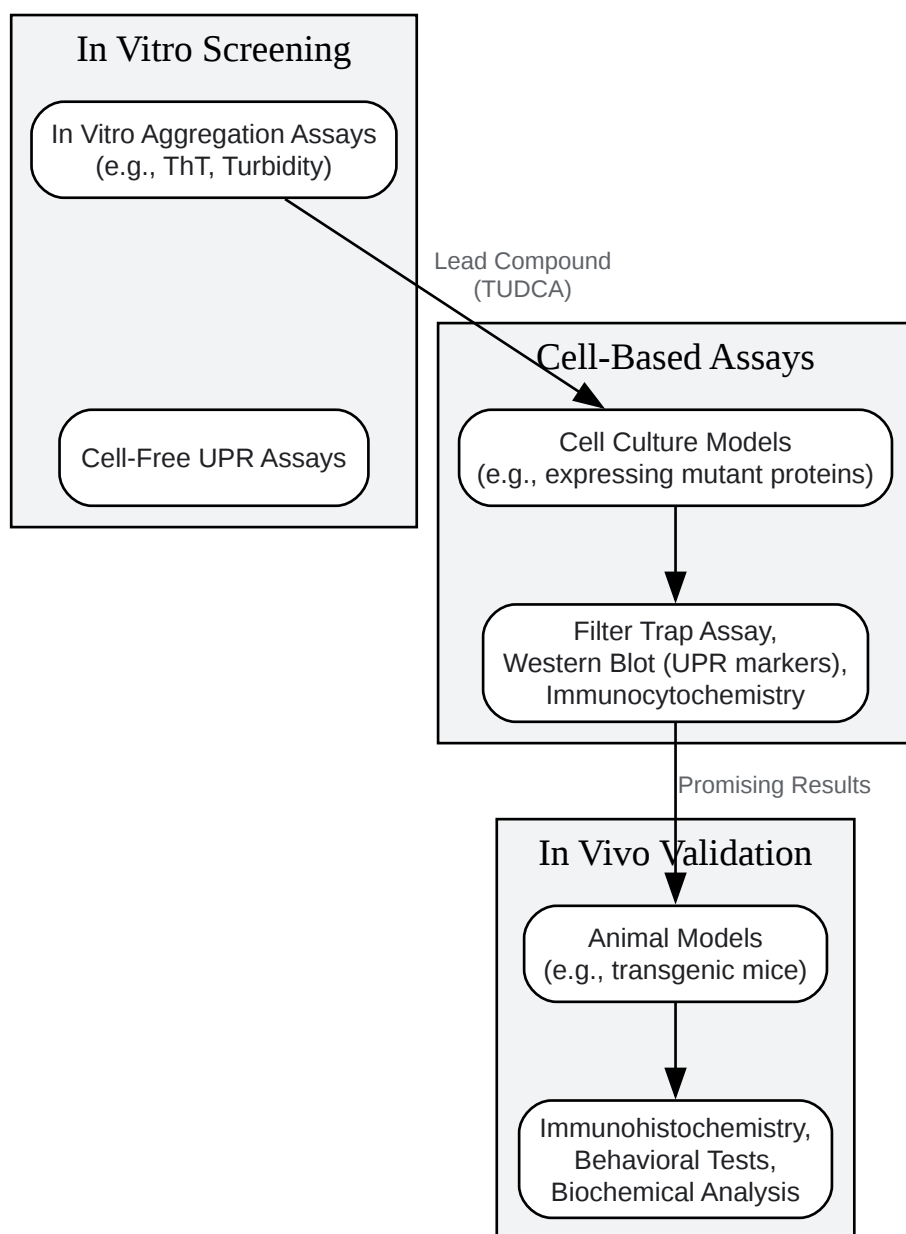 In Vitro Screening
In Vitro Aggregation Assays
(e.g., ThT, Turbidity)
Lead Compound
(TUDCA)
Cell-Free UPR Assays
Cell-Based Assays
Cell Culture Models
(e.g., expressing mutant proteins)
Filter Trap Assay,
Western Blot (UPR markers),
Immunocytochemistry
Promising Results
In Vivo Validation
Animal Models
(e.g., transgenic mice)
Immunohistochemistry,
Behavioral Tests,
Biochemical Analysis